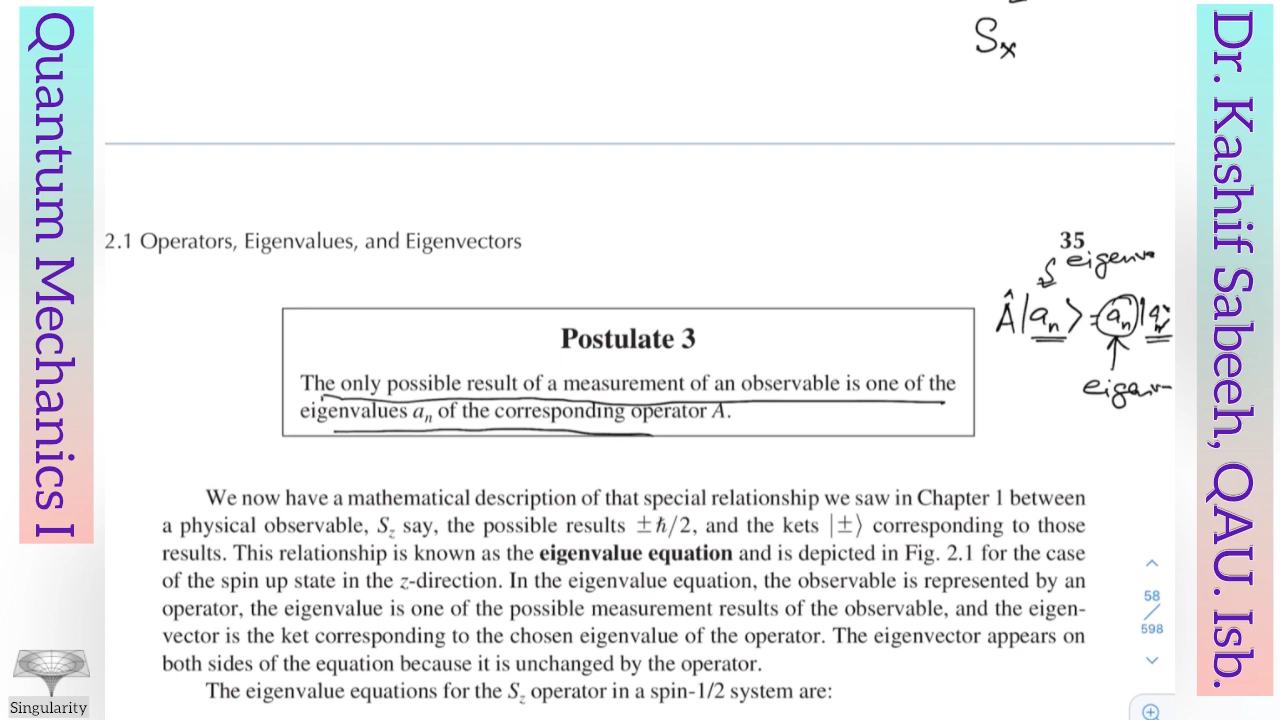 Quantum Mechanics I
Dr. Kashif Sabeeh, QAU. Isb.
Sx
2.1 Operators, Eigenvalues, and Eigenvectors
35
Â|aₙ> = aₙ|aₙ
Postulate 3
The only possible result of a measurement of an observable is one of the
eigenvalues aₙ of the corresponding operator A.
We now have a mathematical description of that special relationship we saw in Chapter 1 between
a physical observable, S_z say, the possible results ±ℏ/2, and the kets |±⟩ corresponding to those
results. This relationship is known as the eigenvalue equation and is depicted in Fig. 2.1 for the case
of the spin up state in the z-direction. In the eigenvalue equation, the observable is represented by an
operator, the eigenvalue is one of the possible measurement results of the observable, and the eigen-
vector is the ket corresponding to the chosen eigenvalue of the operator. The eigenvector appears on
both sides of the equation because it is unchanged by the operator.
The eigenvalue equations for the S_z operator in a spin-1/2 system are:
58
/
598
Singularity